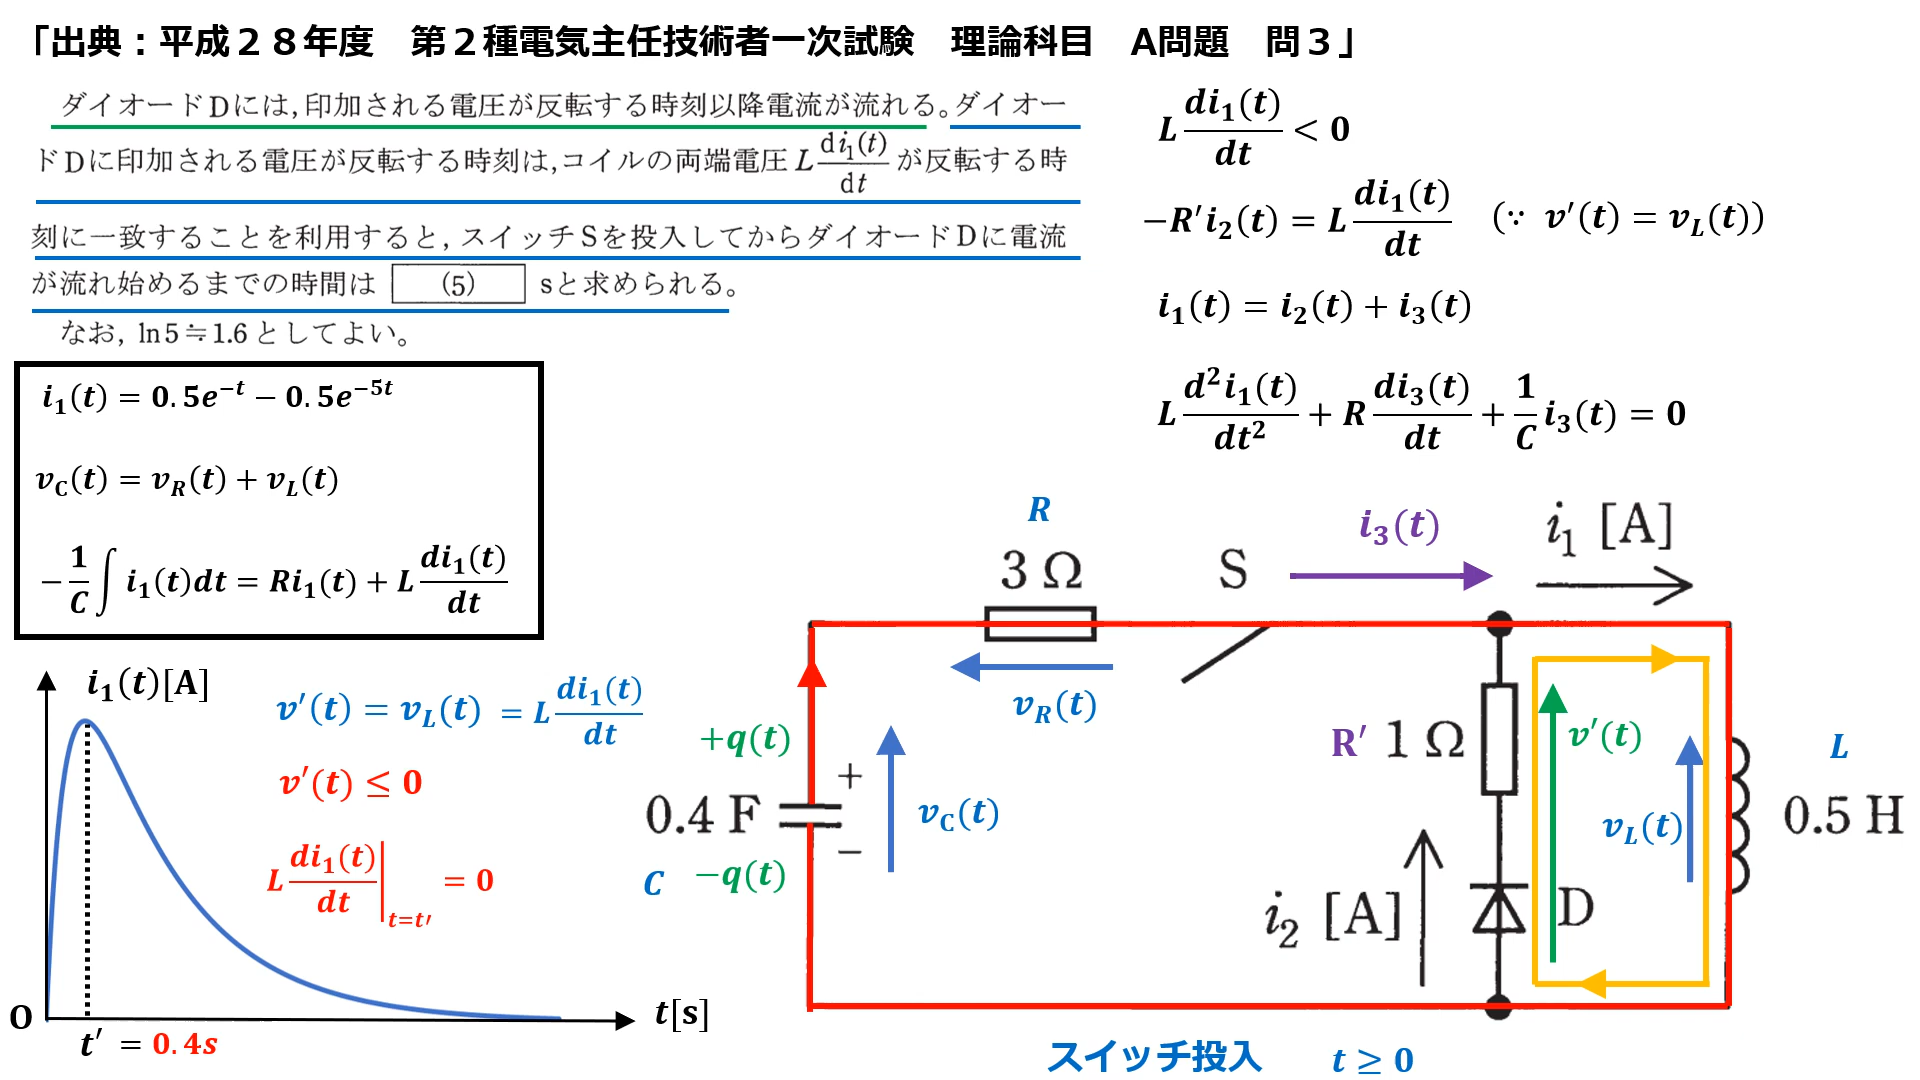 「出典：平成２８年度　第２種電気主任技術者一次試験　理論科目　A問題　問３」
ダイオードDには,印加される電圧が反転する時刻以降電流が流れる。ダイオー
ドDに印加される電圧が反転する時刻は,コイルの両端電圧 L di₁(t)/dt が反転する時
刻に一致することを利用すると,スイッチSを投入してからダイオードDに電流
が流れ始めるまでの時間は (5) sと求められる。
なお, ln5≒1.6としてよい。
L di₁(t)/dt < 0
−R′i₂(t) = L di₁(t)/dt (∵ v′(t) = v_L(t))
i₁(t) = i₂(t) + i₃(t)
L d²i₁(t)/dt² + R di₃(t)/dt + 1/C i₃(t) = 0
i₁(t) = 0.5e^{−t} − 0.5e^{−5t}
v_C(t) = v_R(t) + v_L(t)
−1/C ∫ i₁(t)dt = Ri₁(t) + L di₁(t)/dt
i₁(t)[A]
v′(t) = v_L(t) = L di₁(t)/dt
v′(t) ≤ 0
L di₁(t)/dt |_{t=t′} = 0
O
t[s]
t′ = 0.4s
R
3 Ω
S
i₃(t)
i₁ [A]
v_R(t)
+q(t)
+
0.4 F
−
C
−q(t)
v_C(t)
R′ 1 Ω
v′(t)
i₂ [A]
D
v_L(t)
L
0.5 H
スイッチ投入 t ≥ 0